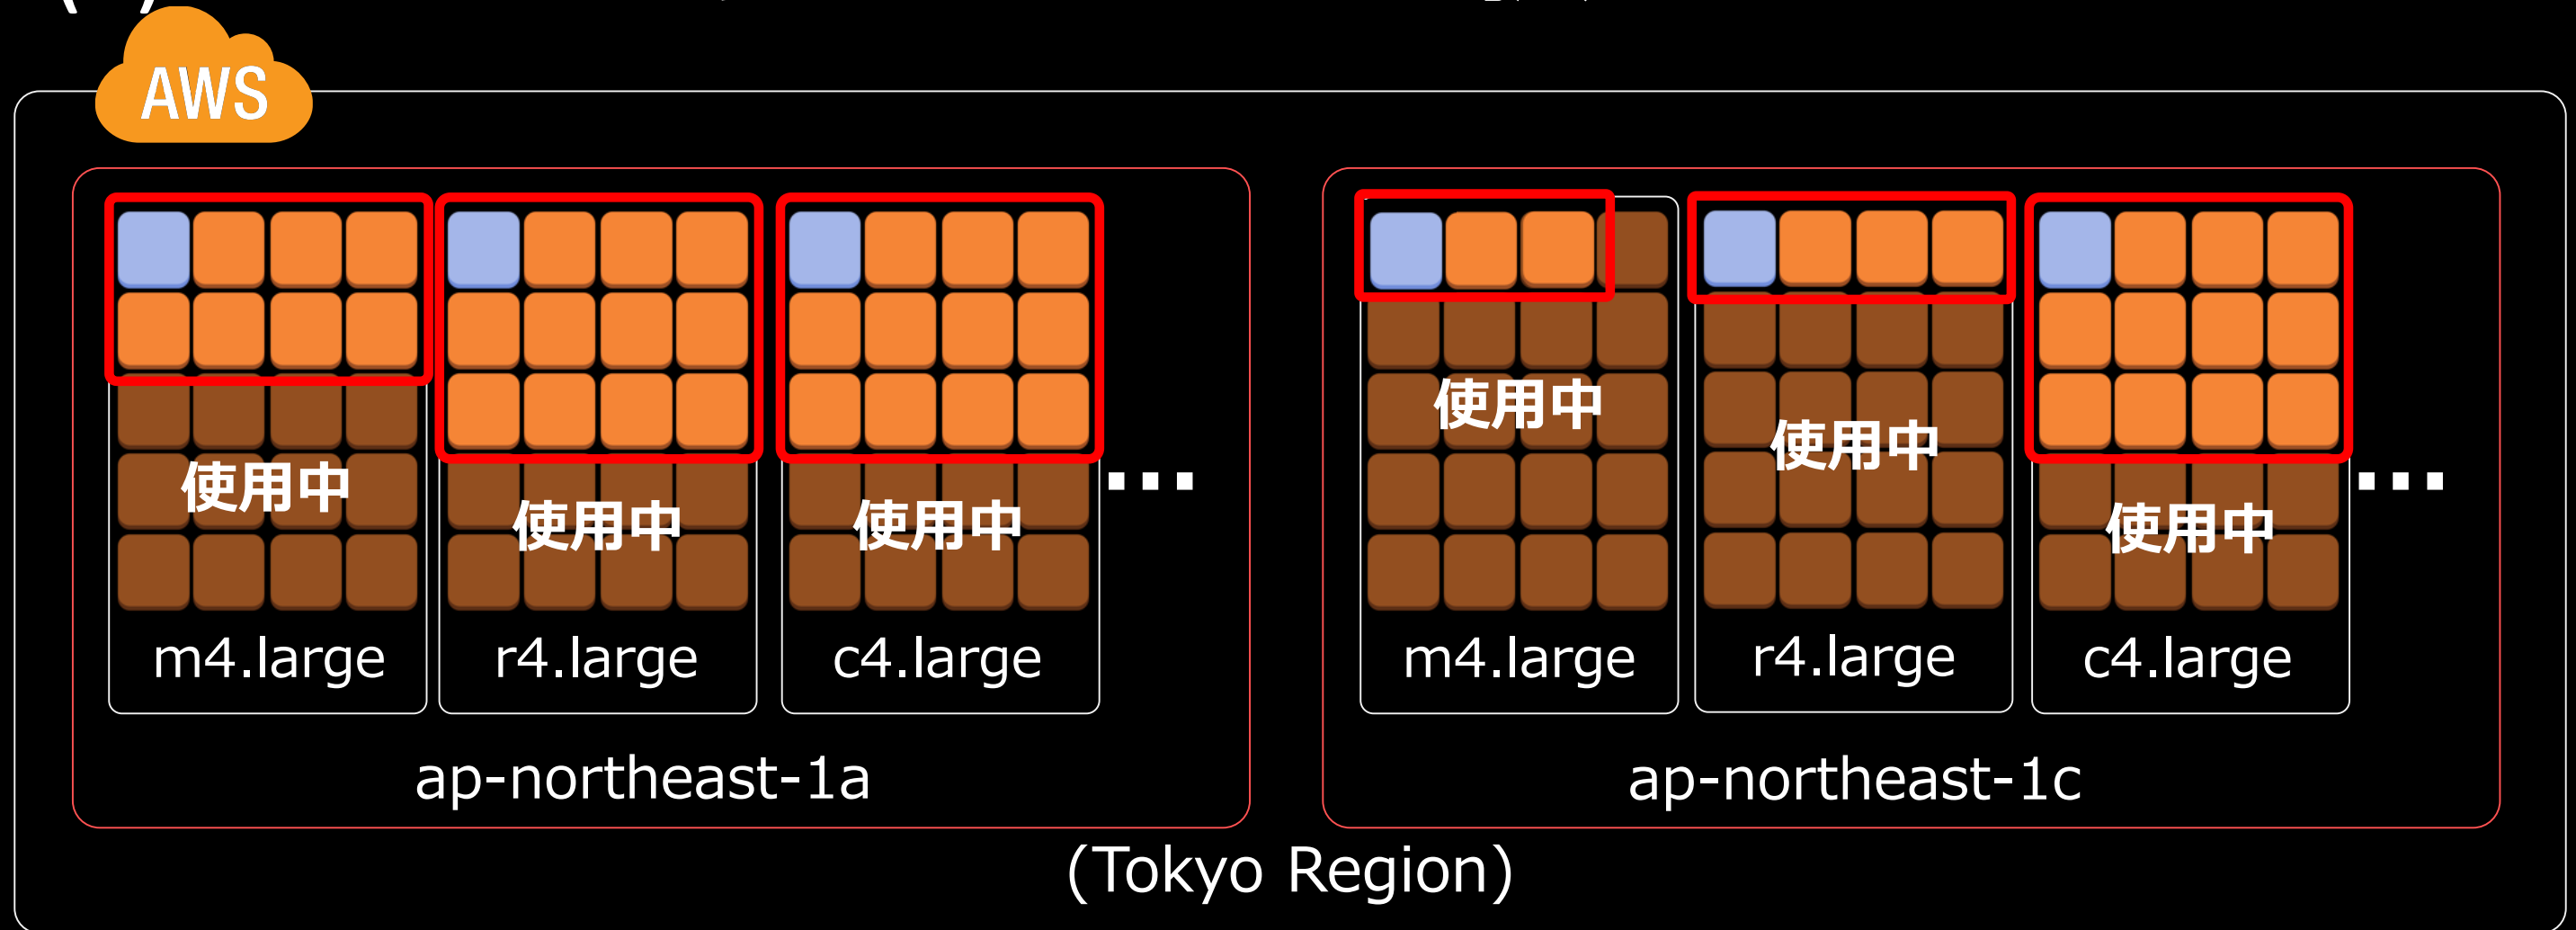 AWS
使用中
使用中
使用中
...
m4.large
r4.large
c4.large
ap-northeast-1a
使用中
使用中
使用中
...
m4.large
r4.large
c4.large
ap-northeast-1c
(Tokyo Region)